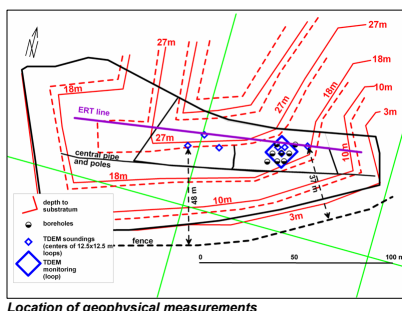 N
27m
27m
18m
18m
18m
10m
3m
ERT line
27m
10m
central pipe
and poles
18m
48 m
37 m
10m
3m
depth to
substratum
boreholes
TDEM soundings
(centers of 12.5x12.5 m
loops)
TDEM
monitoring
(loop)
fence
0 50 100 m
Location of geophysical measurements